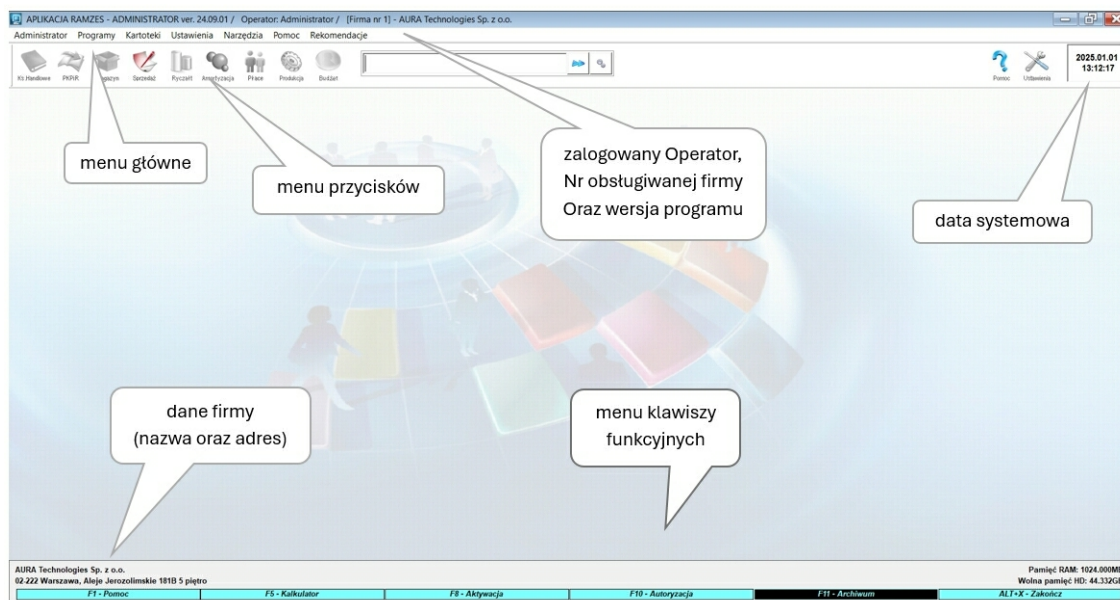 APLIKACJA RAMZES - ADMINISTRATOR ver. 24.09.01 / Operator: Administrator / [Firma nr 1] - AURA Technologies Sp. z o.o.
Administrator Programy Kartoteki Ustawienia Narzędzia Pomoc Rekomendacje
Ks.Handlowe PKPiR Sprzedaż Ryczałt Amortyzacja Płace Produkcja Budżet Pomoc Ustawienia
2025.01.01
13:12:17
menu główne
menu przycisków
zalogowany Operator,
Nr obsługiwanej firmy
Oraz wersja programu
data systemowa
dane firmy
(nazwa oraz adres)
menu klawiszy
funkcyjnych
AURA Technologies Sp. z o.o.
02-222 Warszawa, Aleje Jerozolimskie 181B 5 piętro
Pamięć RAM: 1024.000MB
Wolna pamięć HD: 44.332GB
F1 - Pomoc F5 - Kalkulator F8 - Aktywacja F10 - Autoryzacja F11 - Archiwum ALT+X - Zakończ